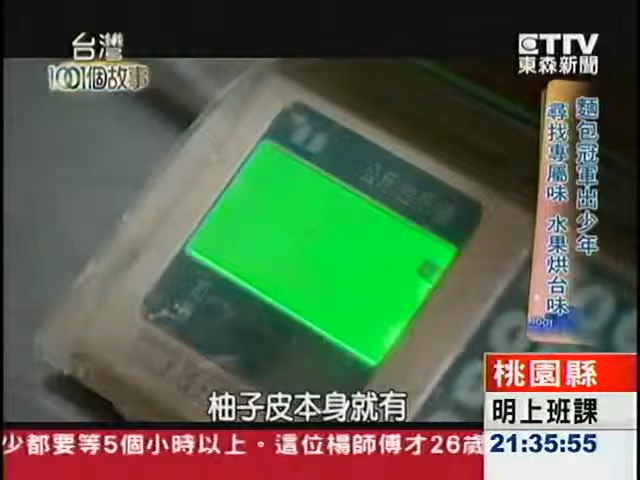 台灣
1001個故事
ETTV
東森新聞
麵包冠軍出少年
尋找專屬味 水果烘台味
1001
柚子皮本身就有
桃園縣
明上班課
少都要等5個小時以上。這位楊師傅才26歲
21:35:55